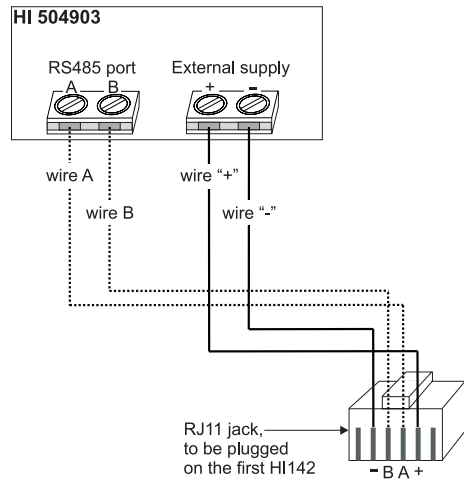 HI 504903
RS485 port
External supply
A B
+ -
wire A
wire "+"
wire B
wire "-"
RJ11 jack,
to be plugged
on the first HI142
- B A +